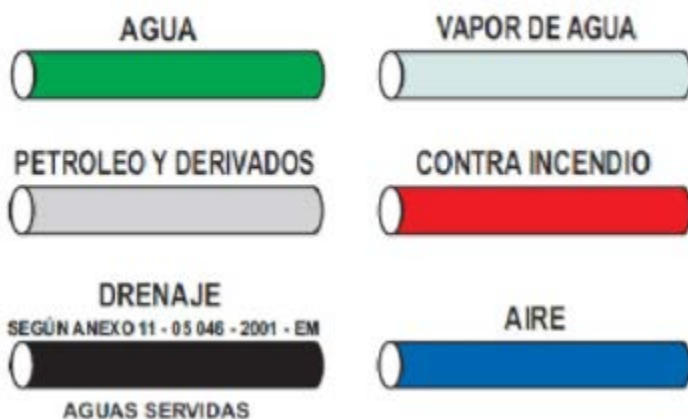 AGUA
VAPOR DE AGUA
PETROLEO Y DERIVADOS
CONTRA INCENDIO
DRENAJE
SEGÚN ANEXO 11 - 05 046 - 2001 - EM
AIRE
AGUAS SERVIDAS